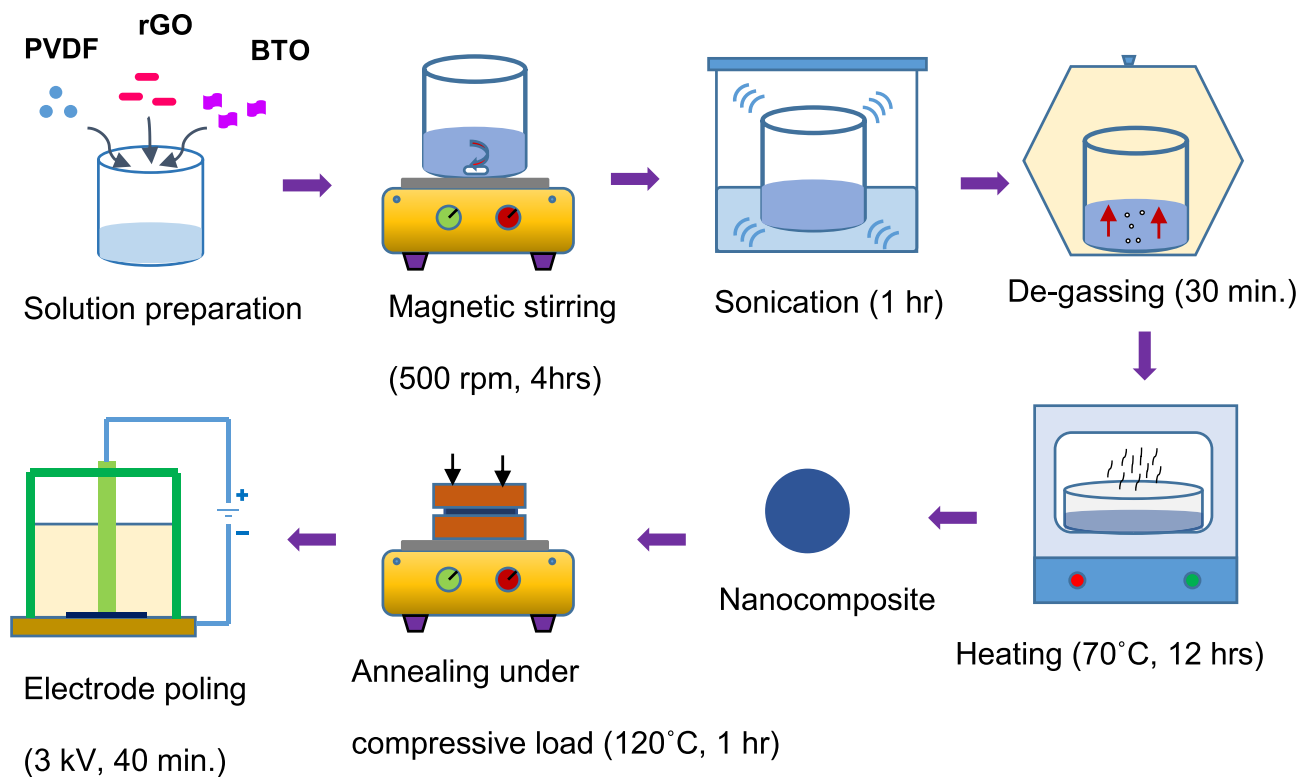 PVDF
rGO
BTO
Solution preparation
Magnetic stirring
(500 rpm, 4hrs)
Sonication (1 hr)
De-gassing (30 min.)
Heating (70˚C, 12 hrs)
Nanocomposite
Annealing under
compressive load (120˚C, 1 hr)
+
−
Electrode poling
(3 kV, 40 min.)